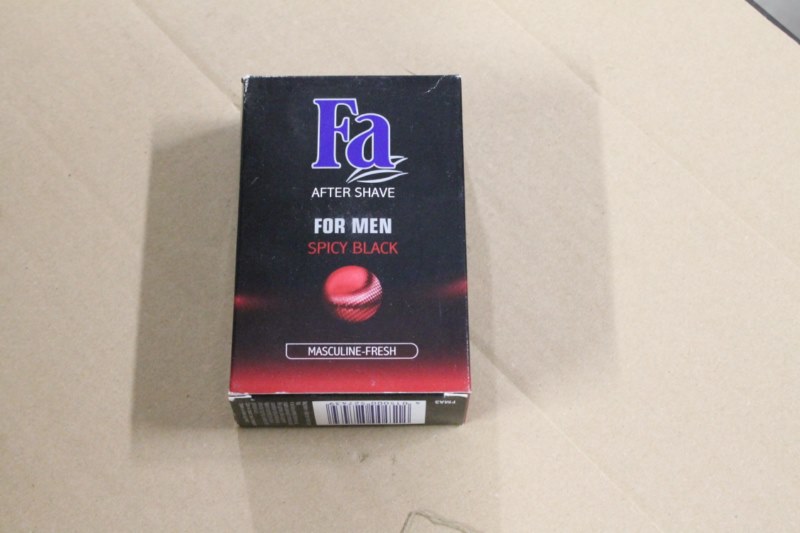 Fa
AFTER SHAVE
FOR MEN
SPICY BLACK
MASCULINE-FRESH